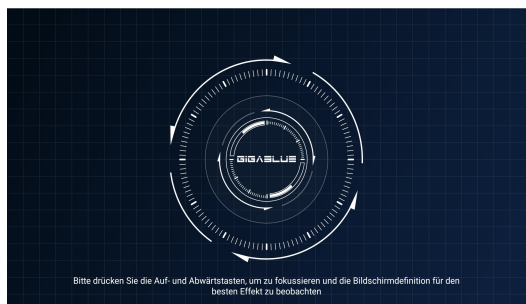 GIGABLUE
Bitte drücken Sie die Auf- und Abwärtstasten, um zu fokussieren und die Bildschirmdefinition für den
besten Effekt zu beobachten